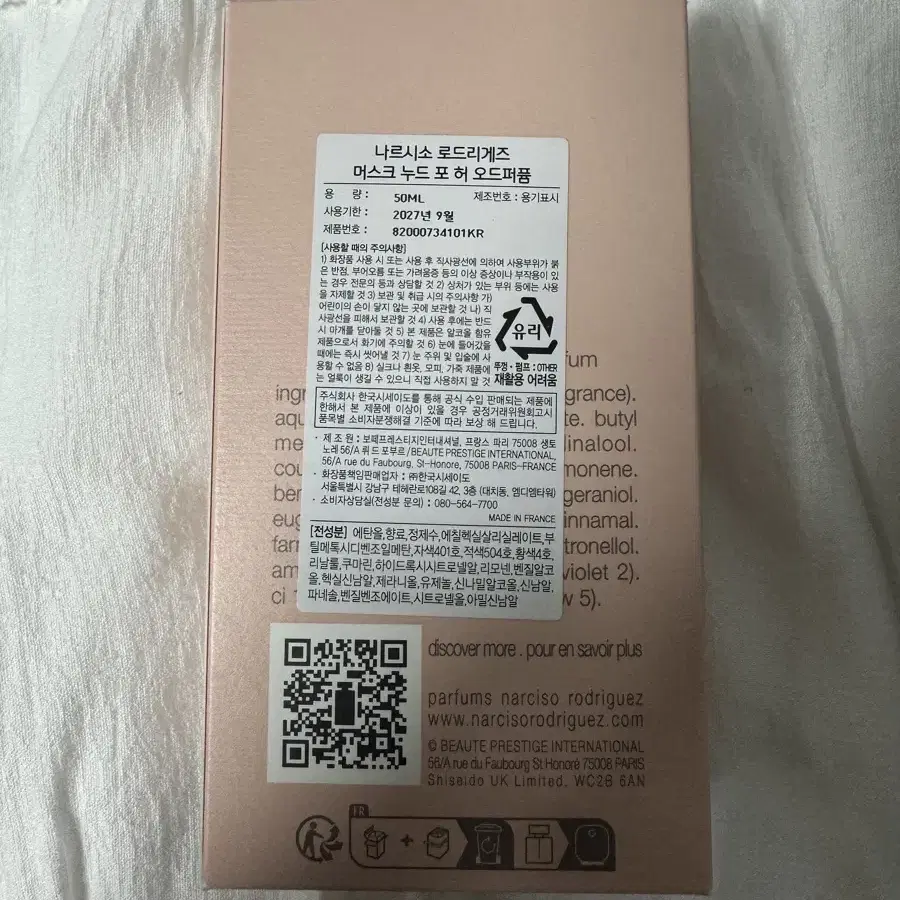 나르시소 로드리게즈
머스크 누드 포 허 오드퍼퓸
용 량 : 50ML 제조번호 : 용기표시
사용기한 : 2027년 9월
제품번호 : 82000734101KR
[사용할 때의 주의사항]
1) 화장품 사용 시 또는 사용 후 직사광선에 의하여 사용부위가 붉
은 반점, 부어오름 또는 가려움증 등의 이상 증상이나 부작용이 있
는 경우 전문의 등과 상담할 것 2) 상처가 있는 부위 등에는 사용
을 자제할 것 3) 보관 및 취급 시의 주의사항 가)
어린이의 손이 닿지 않는 곳에 보관할 것 나) 직
사광선을 피해서 보관할 것 4) 사용 후에는 반드
시 마개를 닫아둘 것 5) 본 제품은 알코올 함유
제품으로서 화기에 주의할 것 6) 눈에 들어갔을
때에는 즉시 씻어낼 것 7) 눈 주위 및 입술에 사
용할 수 없음 8) 실크나 흰옷, 모피, 가죽 제품에
는 얼룩이 생길 수 있으니 직접 사용하지 말 것
유리
뚜껑·펌프 : OTHER
재활용 어려움
주식회사 한국시세이도를 통해 공식 수입 판매되는 제품에
한해서 본 제품에 이상이 있을 경우 공정거래위원회고시
품목별 소비자분쟁해결 기준에 따라 보상 해 드립니다.
· 제 조 원 : 보떼프레스티지인터내셔널, 프랑스 파리 75008 생토
노레 56/A 뤼 드 포부르 / BEAUTE PRESTIGE INTERNATIONAL,
56/A rue du Faubourg, St-Honore, 75008 PARIS-FRANCE
· 화장품책임판매업자 : ㈜한국시세이도
서울특별시 강남구 테헤란로108길 42, 3층 (대치동, 엠디엠타워)
· 소비자상담실(전성분 문의) : 080-564-7700
MADE IN FRANCE
[전성분] 에탄올,향료,정제수,에칠헥실살리실레이트,부
틸메톡시디벤조일메탄,자색401호,적색504호,황색4호,
리날룰,쿠마린,하이드록시시트로넬알,리모넨,벤질알코
올,헥실신남알,제라니올,유제놀,신나밀알코올,신남알,
파네솔,벤질벤조에이트,시트로넬올,아밀신남알
fum
ingr grance).
aqu te. butyl
me linalool.
cou monene.
ben geraniol.
eug innamal.
farn tronellol.
am violet 2).
ci 1 w 5).
discover more . pour en savoir plus
parfums narciso rodriguez
www.narcisorodriguez.com
© BEAUTE PRESTIGE INTERNATIONAL
56/A rue du Faubourg St Honoré 75008 PARIS
Shiseido UK Limited, WC2B 6AN
FR
+